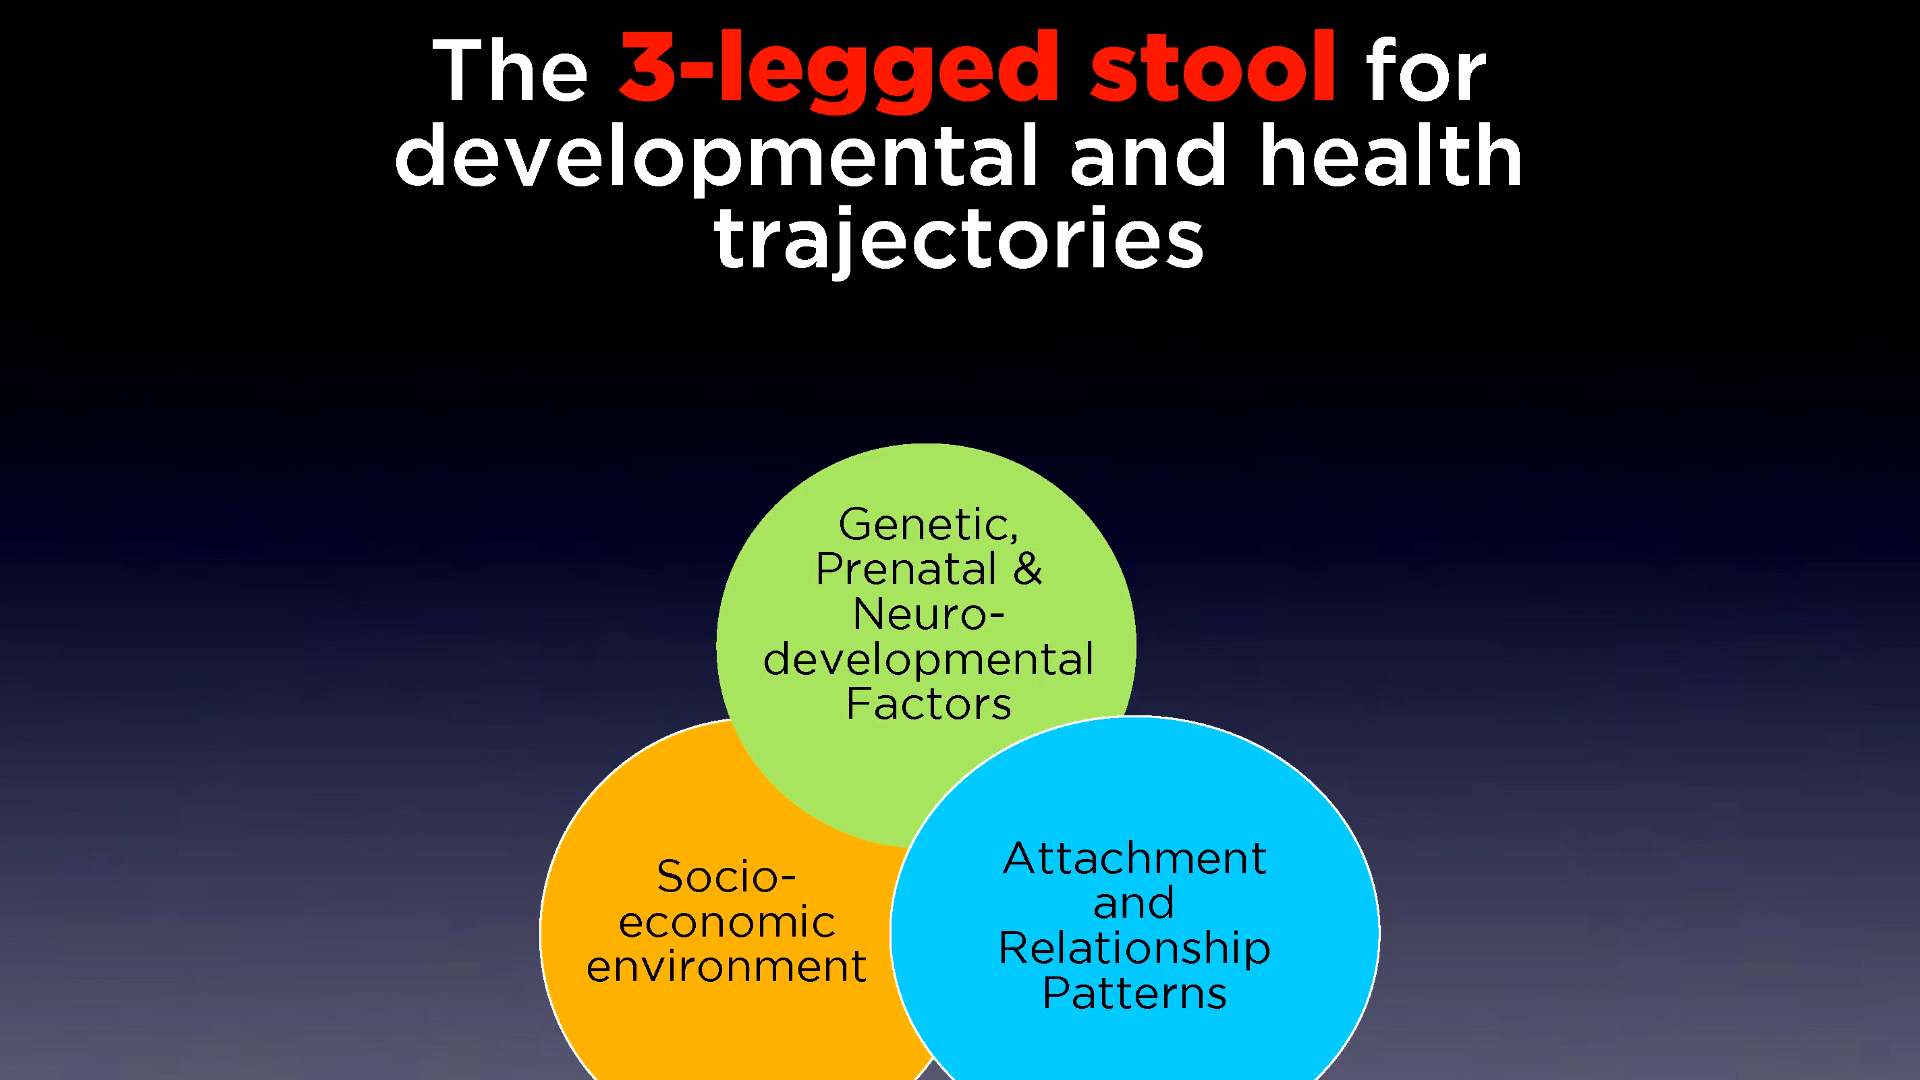 The 3-legged stool for
developmental and health
trajectories
Genetic,
Prenatal &
Neuro-
developmental
Factors
Socio-
economic
environment
Attachment
and
Relationship
Patterns